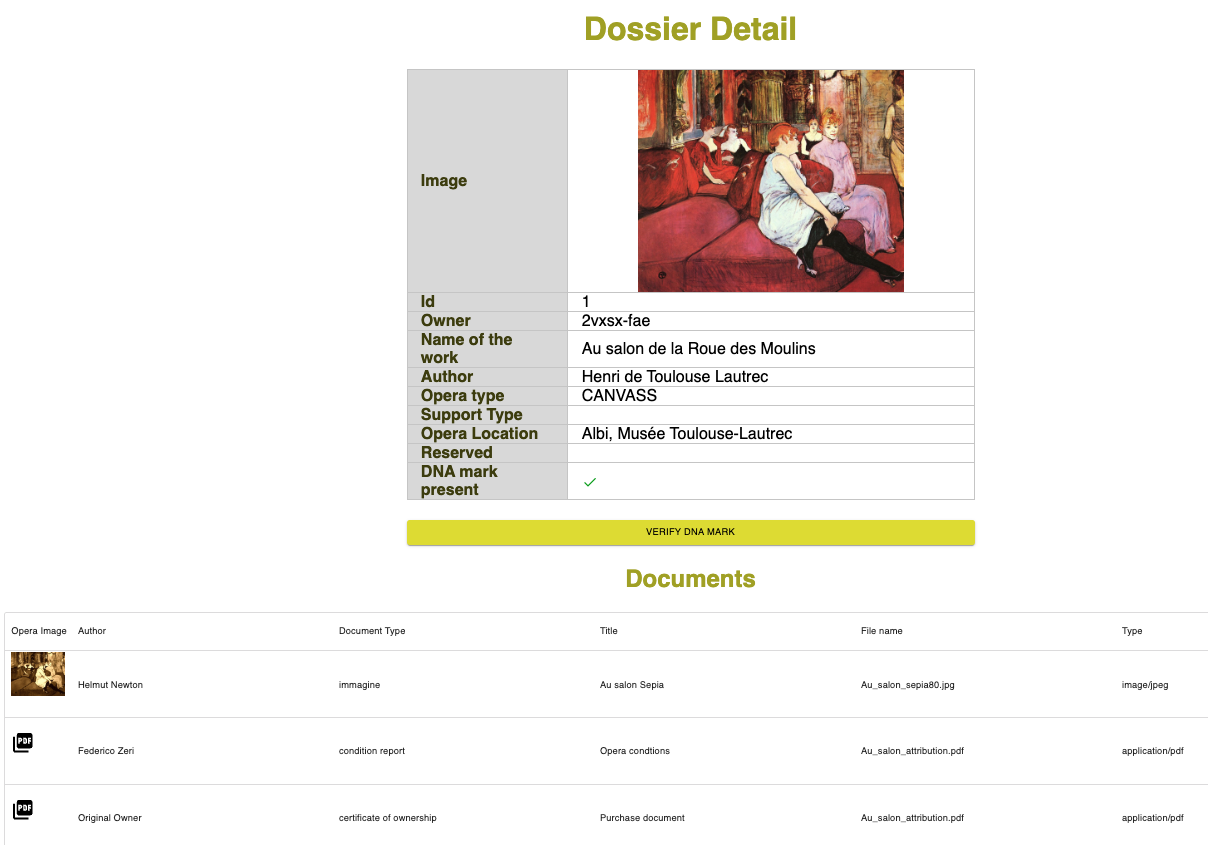 Dossier Detail
Image
Id 1
Owner 2vxsx-fae
Name of the
work Au salon de la Roue des Moulins
Author Henri de Toulouse Lautrec
Opera type CANVASS
Support Type
Opera Location Albi, Musée Toulouse-Lautrec
Reserved
DNA mark
present
VERIFY DNA MARK
Documents
Opera Image Author Document Type Title File name Type
Helmut Newton immagine Au salon Sepia Au_salon_sepia80.jpg image/jpeg
PDF
Federico Zeri condition report Opera condtions Au_salon_attribution.pdf application/pdf
PDF
Original Owner certificate of ownership Purchase document Au_salon_attribution.pdf application/pdf